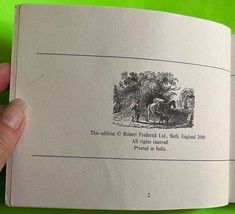 This edition © Robert Frederick Ltd., Bath, England 2000
All rights reserved.
Printed in India.
2